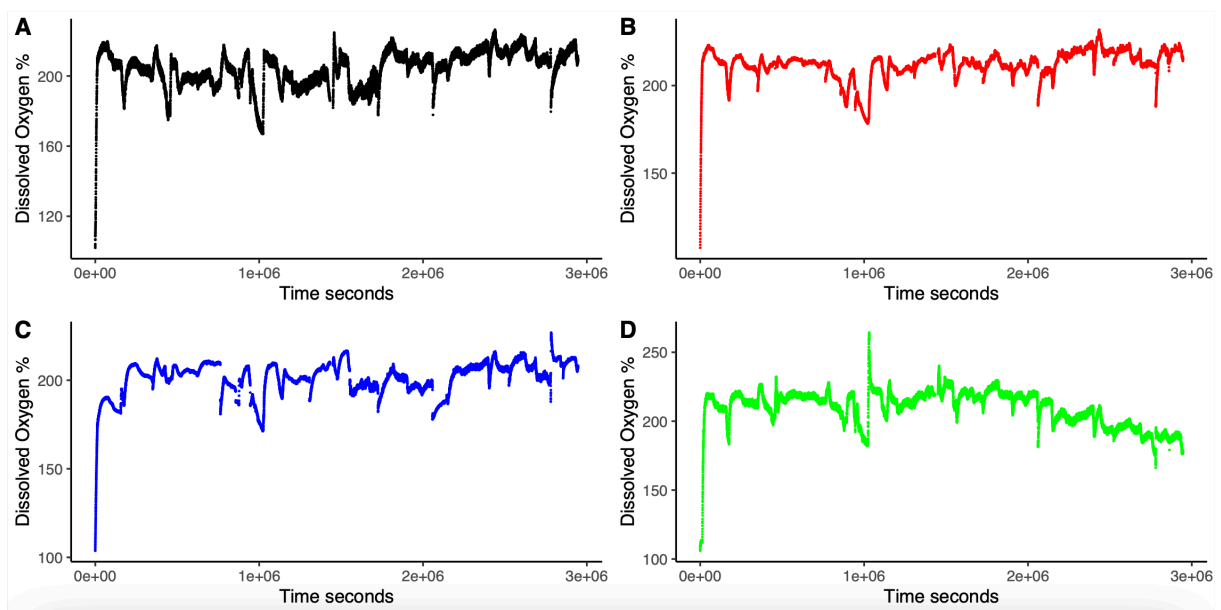 A
Dissolved Oxygen %
200
160
120
0e+00 1e+06 2e+06 3e+06
Time seconds
B
Dissolved Oxygen %
200
150
0e+00 1e+06 2e+06 3e+06
Time seconds
C
Dissolved Oxygen %
200
150
100
0e+00 1e+06 2e+06 3e+06
Time seconds
D
Dissolved Oxygen %
250
200
150
100
0e+00 1e+06 2e+06 3e+06
Time seconds